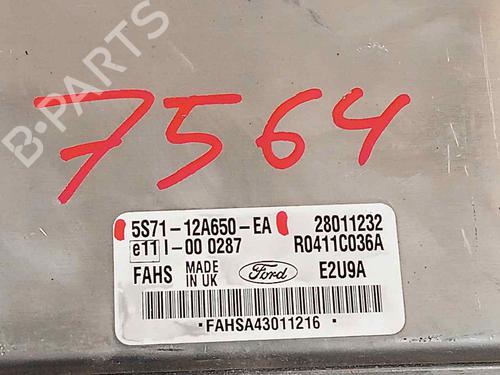 B-PARTS
7564
5S71-12A650-EA 28011232
e11 I-00 0287 R0411C036A
FAHS MADE IN UK Ford E2U9A
FAHSA43011216